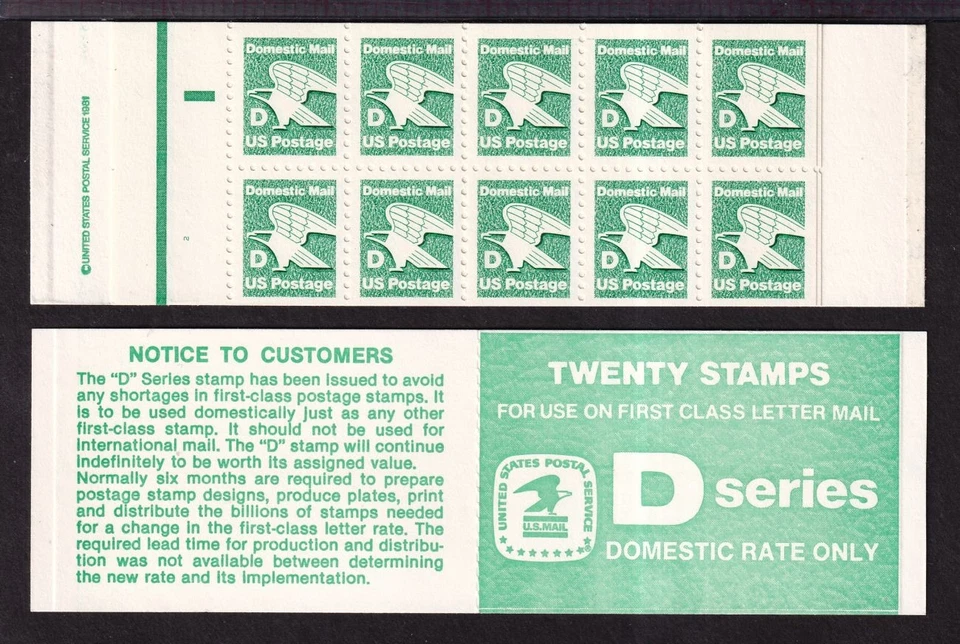 ©UNITED STATES POSTAL SERVICE 1981
2
Domestic Mail Domestic Mail Domestic Mail Domestic Mail Domestic Mail
D D D D D
US Postage US Postage US Postage US Postage US Postage
Domestic Mail Domestic Mail Domestic Mail Domestic Mail Domestic Mail
D D D D D
US Postage US Postage US Postage US Postage US Postage
NOTICE TO CUSTOMERS
The “D” Series stamp has been issued to avoid
any shortages in first-class postage stamps. It
is to be used domestically just as any other
first-class stamp. It should not be used for
international mail. The “D” stamp will continue
indefinitely to be worth its assigned value.
Normally six months are required to prepare
postage stamp designs, produce plates, print
and distribute the billions of stamps needed
for a change in the first-class letter rate. The
required lead time for production and distribu-
tion was not available between determining
the new rate and its implementation.
TWENTY STAMPS
FOR USE ON FIRST CLASS LETTER MAIL
UNITED STATES POSTAL SERVICE
U.S.MAIL
D series
DOMESTIC RATE ONLY